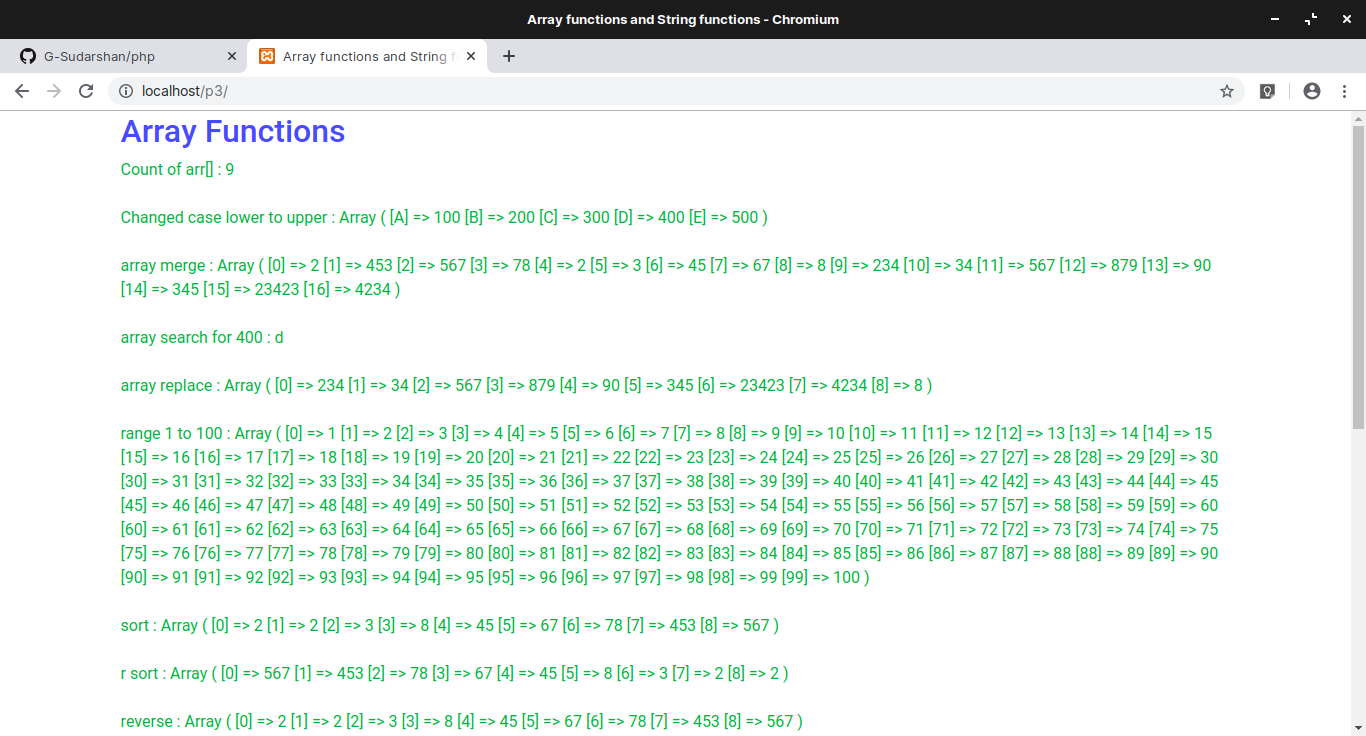 Array functions and String functions - Chromium
G-Sudarshan/php
Array functions and String f
localhost/p3/
Array Functions
Count of arr[] : 9
Changed case lower to upper : Array ( [A] => 100 [B] => 200 [C] => 300 [D] => 400 [E] => 500 )
array merge : Array ( [0] => 2 [1] => 453 [2] => 567 [3] => 78 [4] => 2 [5] => 3 [6] => 45 [7] => 67 [8] => 8 [9] => 234 [10] => 34 [11] => 567 [12] => 879 [13] => 90
[14] => 345 [15] => 23423 [16] => 4234 )
array search for 400 : d
array replace : Array ( [0] => 234 [1] => 34 [2] => 567 [3] => 879 [4] => 90 [5] => 345 [6] => 23423 [7] => 4234 [8] => 8 )
range 1 to 100 : Array ( [0] => 1 [1] => 2 [2] => 3 [3] => 4 [4] => 5 [5] => 6 [6] => 7 [7] => 8 [8] => 9 [9] => 10 [10] => 11 [11] => 12 [12] => 13 [13] => 14 [14] => 15
[15] => 16 [16] => 17 [17] => 18 [18] => 19 [19] => 20 [20] => 21 [21] => 22 [22] => 23 [23] => 24 [24] => 25 [25] => 26 [26] => 27 [27] => 28 [28] => 29 [29] => 30
[30] => 31 [31] => 32 [32] => 33 [33] => 34 [34] => 35 [35] => 36 [36] => 37 [37] => 38 [38] => 39 [39] => 40 [40] => 41 [41] => 42 [42] => 43 [43] => 44 [44] => 45
[45] => 46 [46] => 47 [47] => 48 [48] => 49 [49] => 50 [50] => 51 [51] => 52 [52] => 53 [53] => 54 [54] => 55 [55] => 56 [56] => 57 [57] => 58 [58] => 59 [59] => 60
[60] => 61 [61] => 62 [62] => 63 [63] => 64 [64] => 65 [65] => 66 [66] => 67 [67] => 68 [68] => 69 [69] => 70 [70] => 71 [71] => 72 [72] => 73 [73] => 74 [74] => 75
[75] => 76 [76] => 77 [77] => 78 [78] => 79 [79] => 80 [80] => 81 [81] => 82 [82] => 83 [83] => 84 [84] => 85 [85] => 86 [86] => 87 [87] => 88 [88] => 89 [89] => 90
[90] => 91 [91] => 92 [92] => 93 [93] => 94 [94] => 95 [95] => 96 [96] => 97 [97] => 98 [98] => 99 [99] => 100 )
sort : Array ( [0] => 2 [1] => 2 [2] => 3 [3] => 8 [4] => 45 [5] => 67 [6] => 78 [7] => 453 [8] => 567 )
r sort : Array ( [0] => 567 [1] => 453 [2] => 78 [3] => 67 [4] => 45 [5] => 8 [6] => 3 [7] => 2 [8] => 2 )
reverse : Array ( [0] => 2 [1] => 2 [2] => 3 [3] => 8 [4] => 45 [5] => 67 [6] => 78 [7] => 453 [8] => 567 )